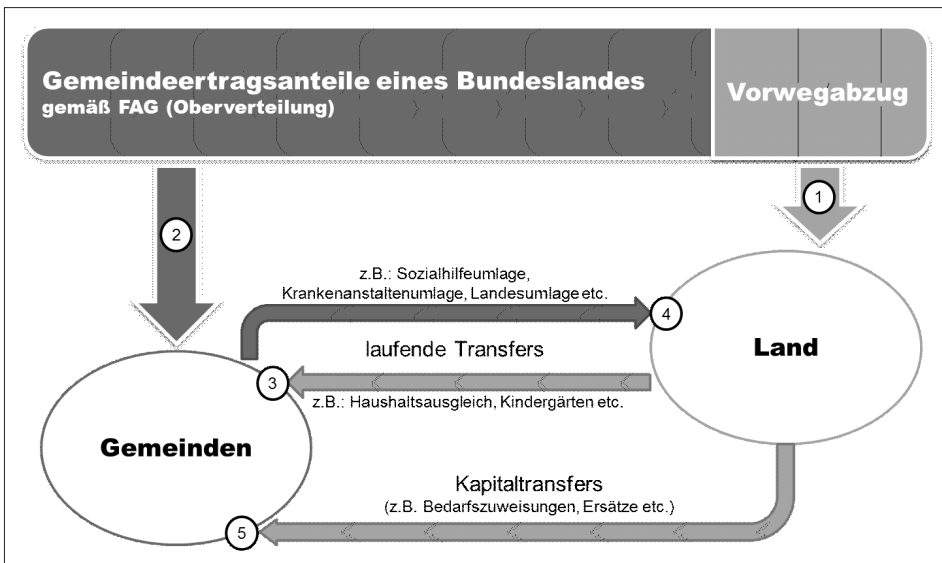 Gemeindeertragsanteile eines Bundeslandes
gemäß FAG (Oberverteilung)
Vorwegabzug
1
2
z.B.: Sozialhilfeumlage,
Krankenanstaltenumlage, Landesumlage etc.
4
laufende Transfers
Land
3
z.B.: Haushaltsausgleich, Kindergärten etc.
Gemeinden
Kapitaltransfers
(z.B. Bedarfszuweisungen, Ersätze etc.)
5